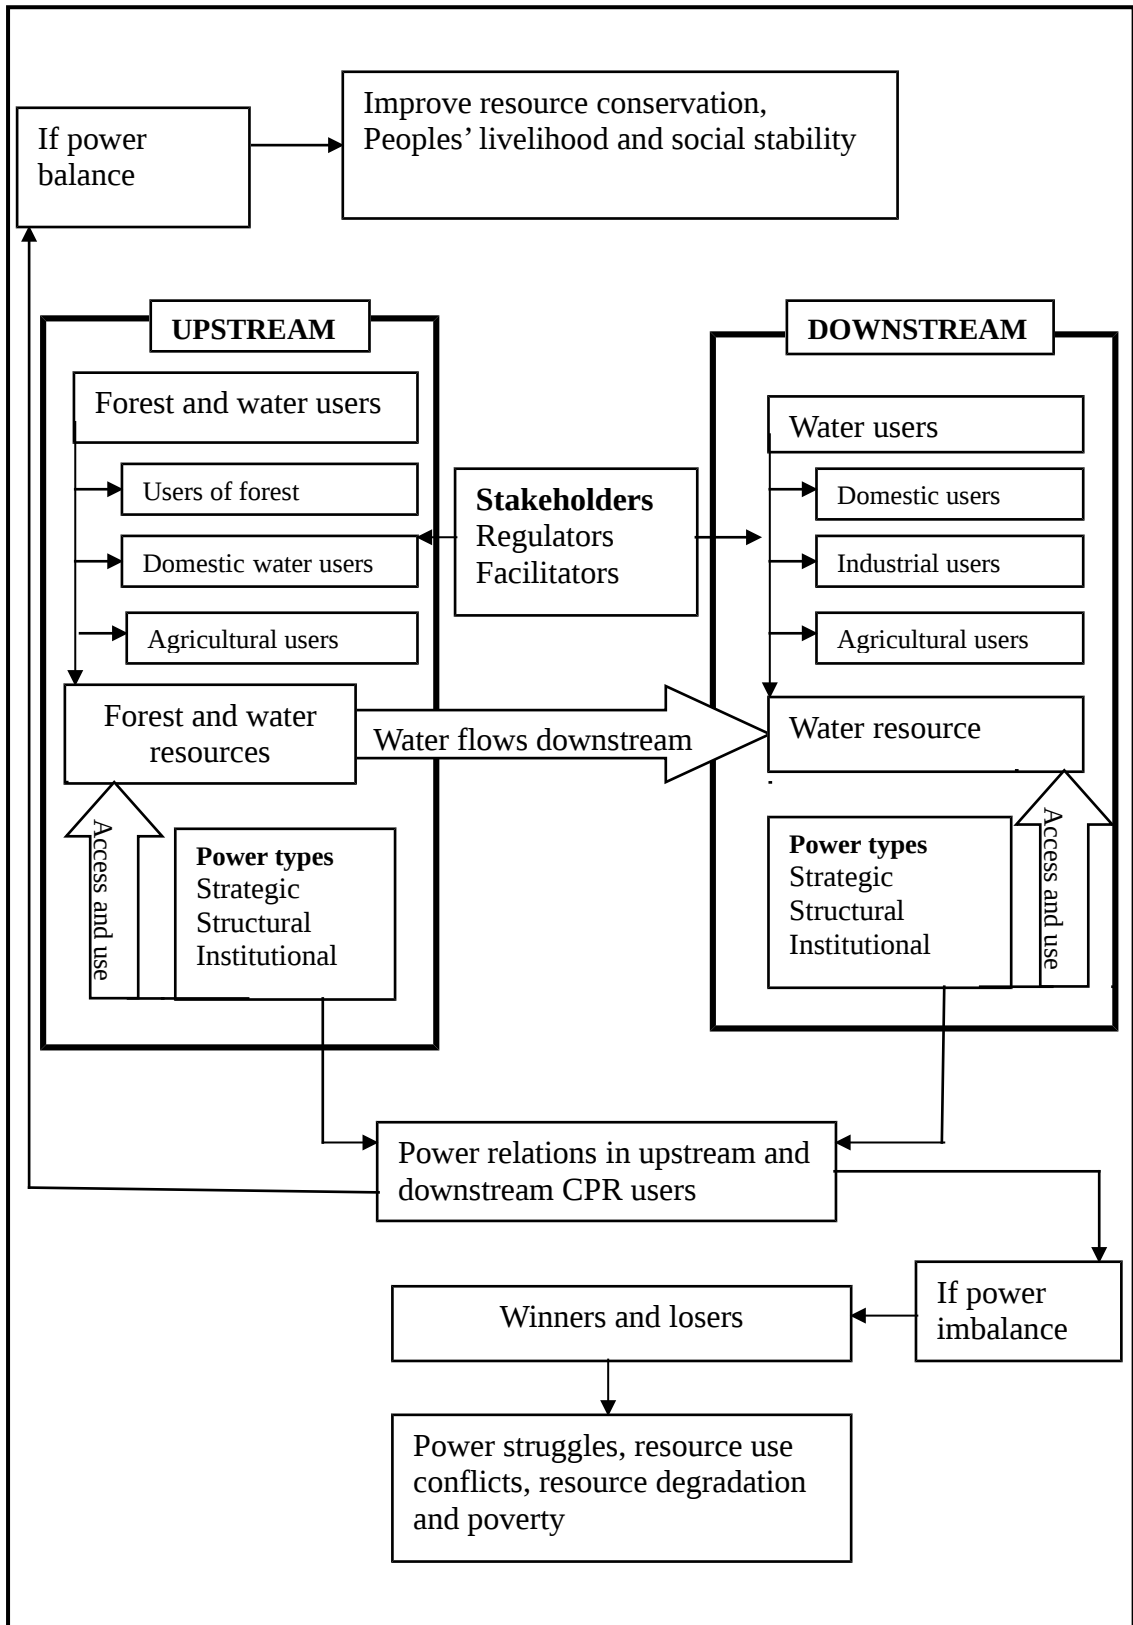 If power
balance
Improve resource conservation,
Peoples’ livelihood and social stability
UPSTREAM
Forest and water users
Users of forest
Domestic water users
Agricultural users
Forest and water
resources
Access and use
Power types
Strategic
Structural
Institutional
Stakeholders
Regulators
Facilitators
Water flows downstream
DOWNSTREAM
Water users
Domestic users
Industrial users
Agricultural users
Water resource
Power types
Strategic
Structural
Institutional
Access and use
Power relations in upstream and
downstream CPR users
If power
imbalance
Winners and losers
Power struggles, resource use
conflicts, resource degradation
and poverty